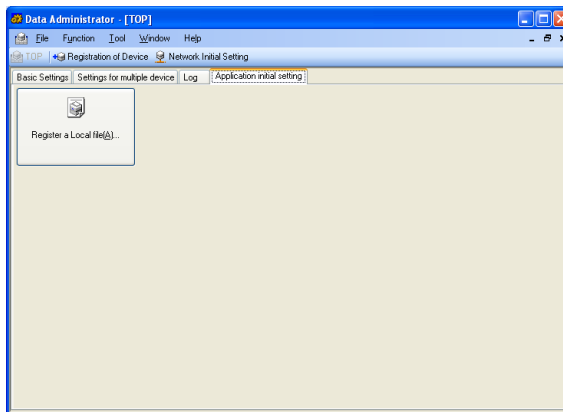 Data Administrator - [TOP]
File Function Tool Window Help
TOP Registration of Device Network Initial Setting
Basic Settings Settings for multiple device Log Application initial setting
Register a Local file(A)...